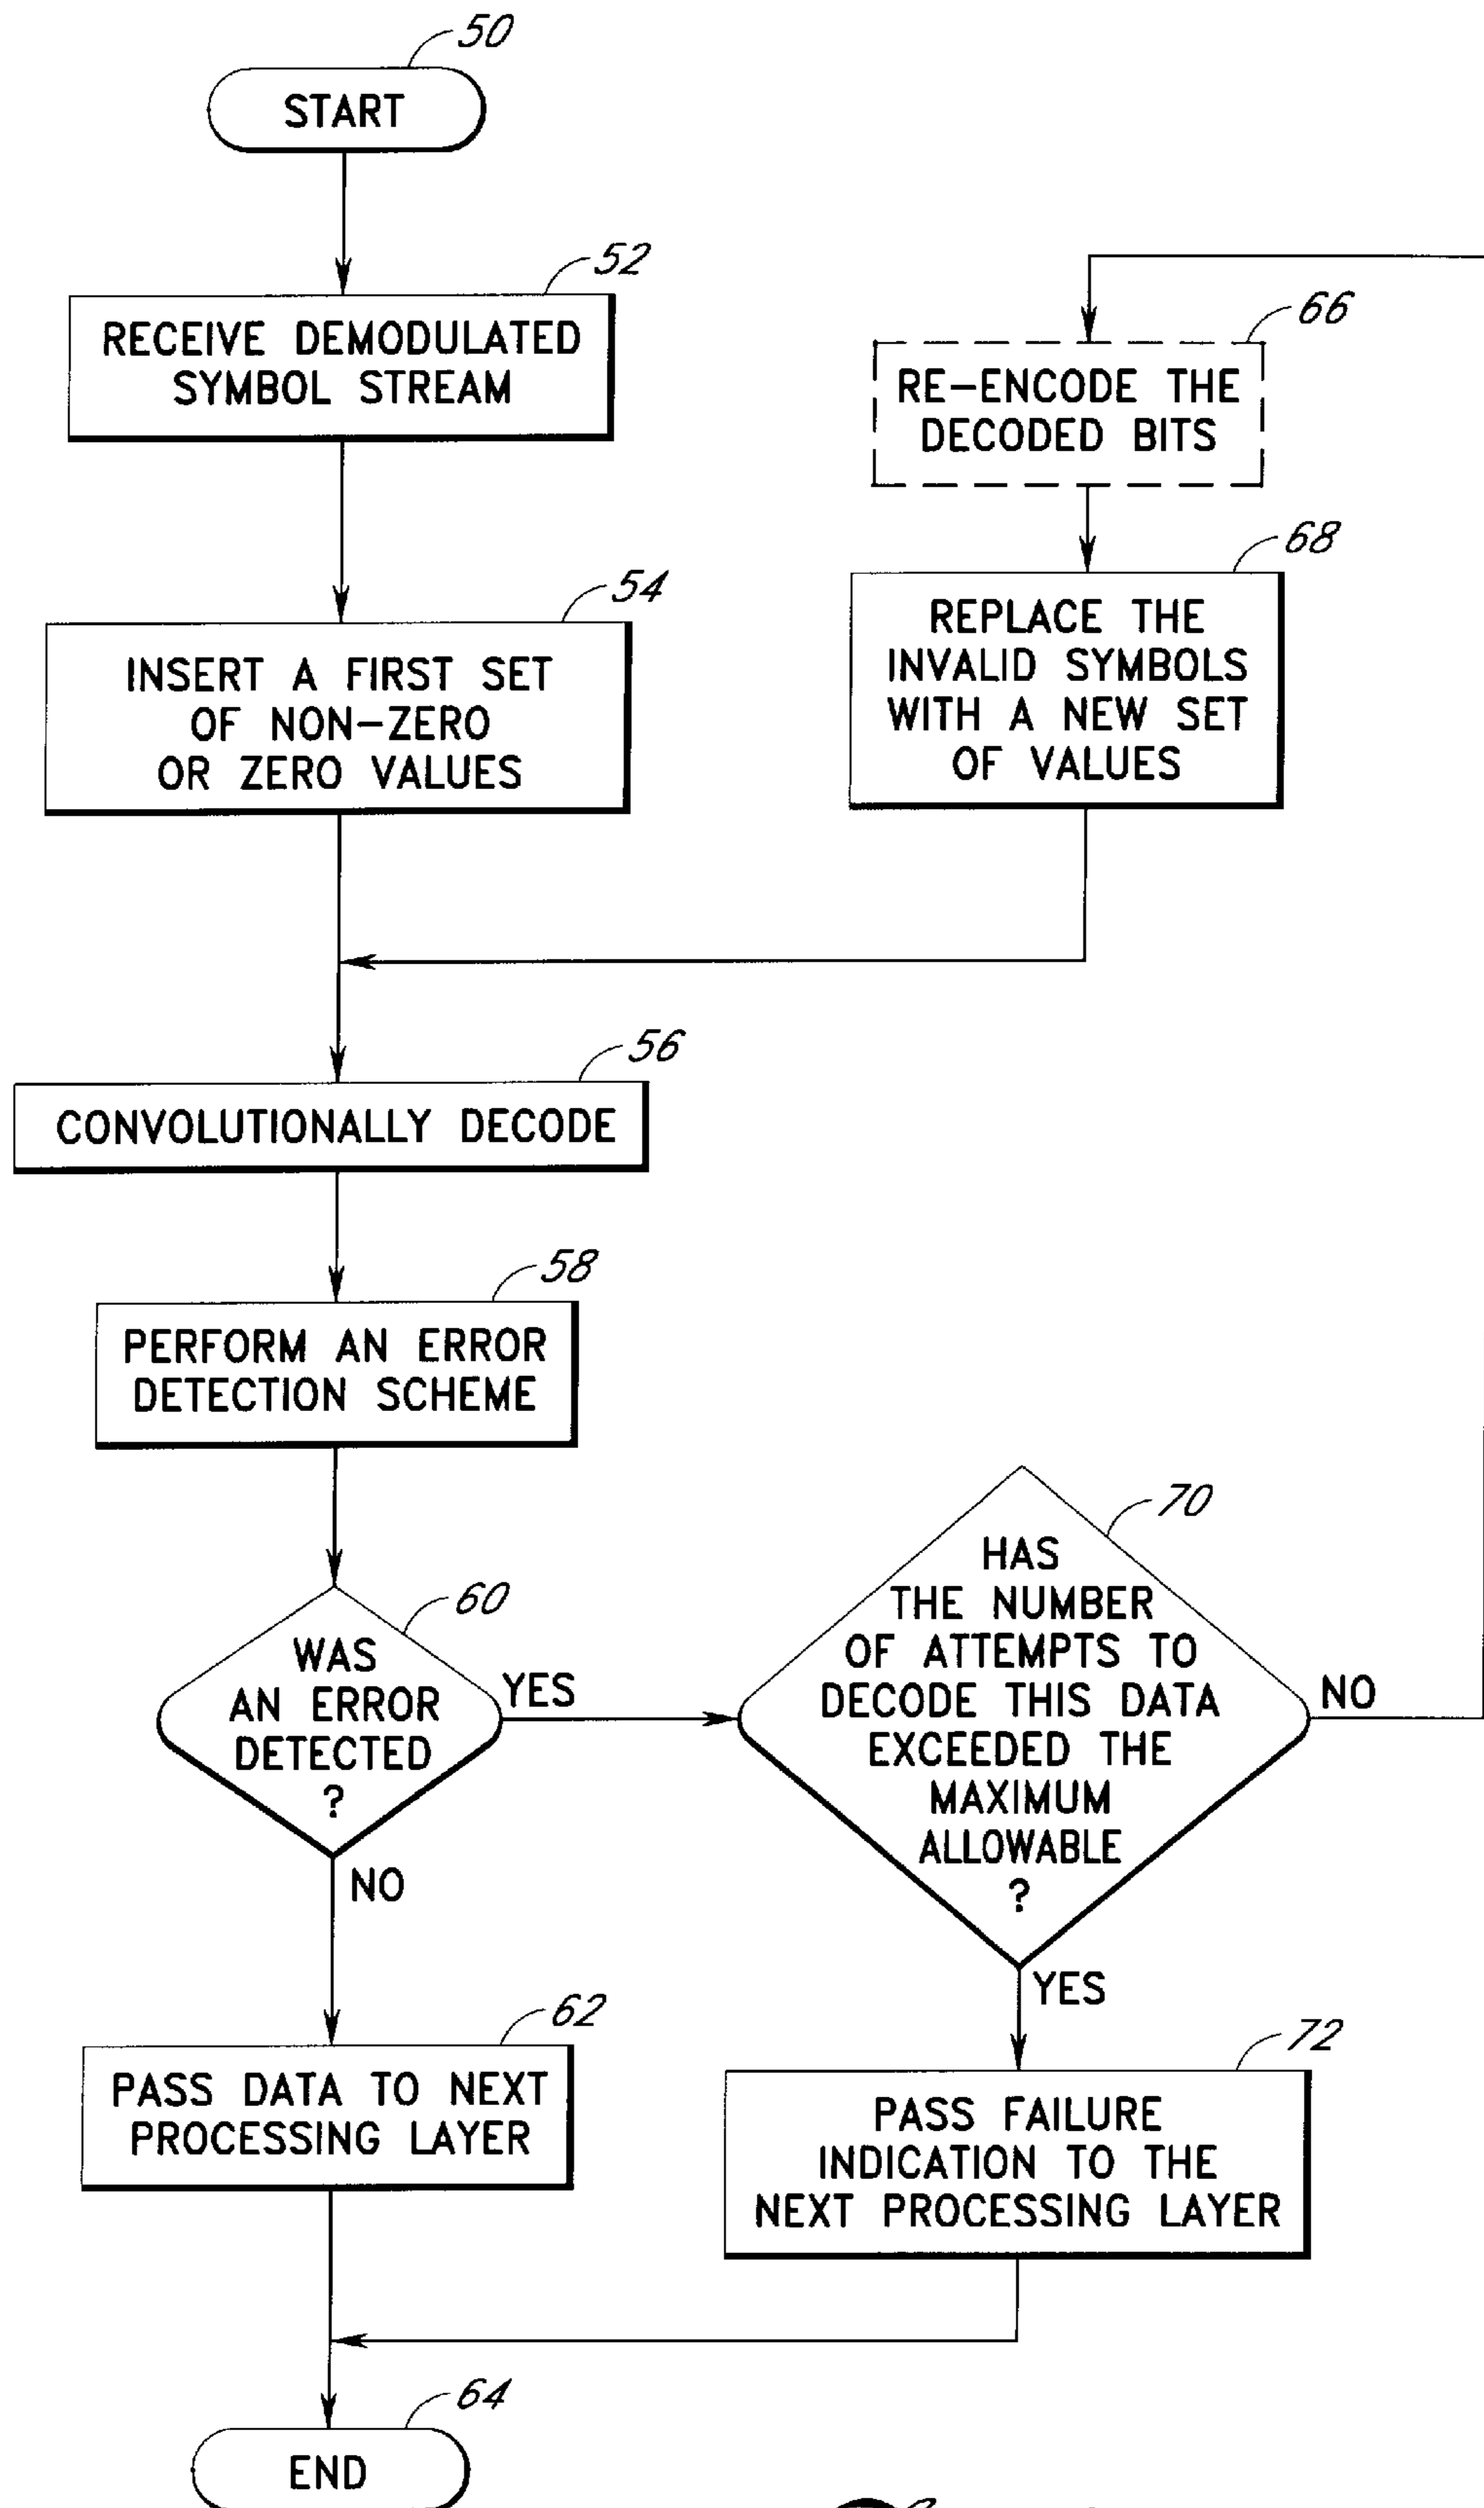 50
START
52
RECEIVE DEMODULATED
SYMBOL STREAM
54
INSERT A FIRST SET
OF NON-ZERO
OR ZERO VALUES
66
RE-ENCODE THE
DECODED BITS
68
REPLACE THE
INVALID SYMBOLS
WITH A NEW SET
OF VALUES
56
CONVOLUTIONALLY DECODE
58
PERFORM AN ERROR
DETECTION SCHEME
60
WAS
AN ERROR
DETECTED
?
YES
NO
70
HAS
THE NUMBER
OF ATTEMPTS TO
DECODE THIS DATA
EXCEEDED THE
MAXIMUM
ALLOWABLE
?
NO
YES
62
PASS DATA TO NEXT
PROCESSING LAYER
72
PASS FAILURE
INDICATION TO THE
NEXT PROCESSING LAYER
64
END